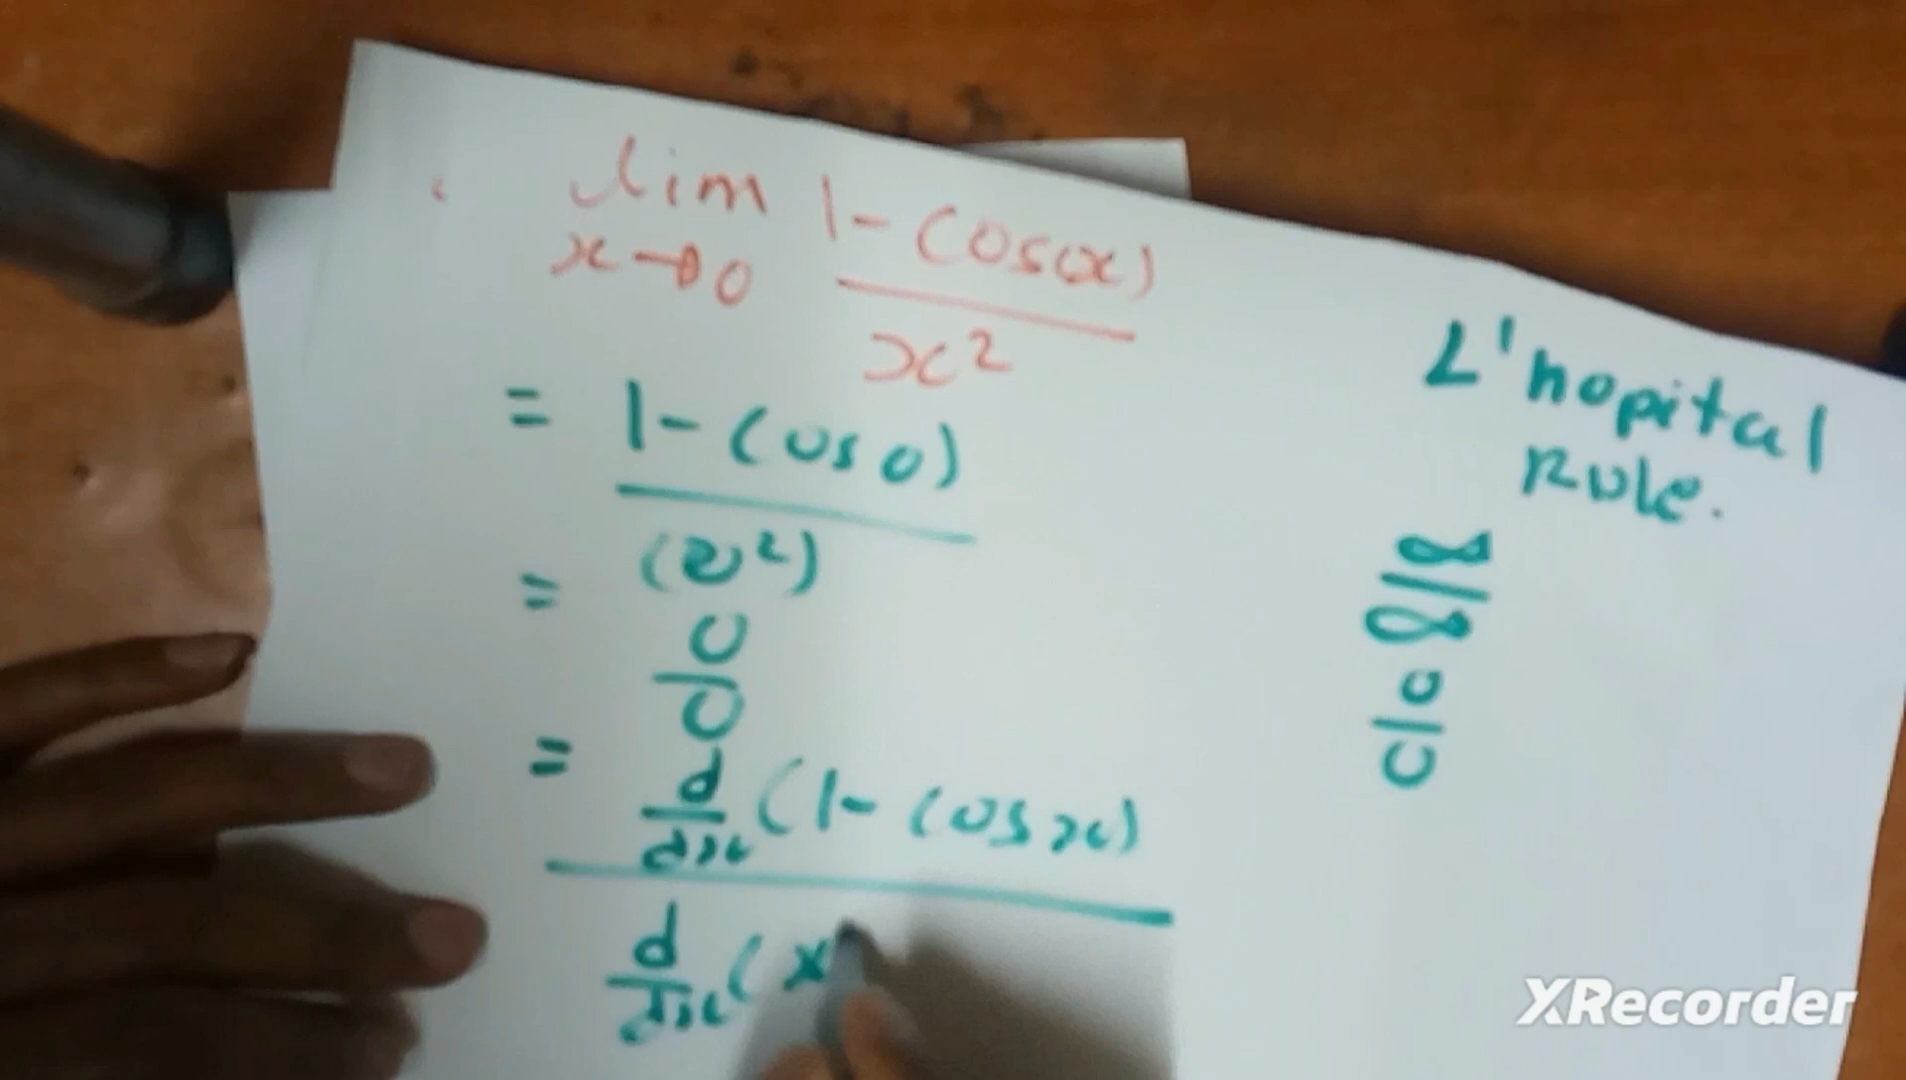 lim 1-cos(x)
x→0 x²
= 1-cos0)
(0²)
= 0/0
= d/dx (1-cosx)
d/dx (x
L'hopital
Rule.
0/0 ∞/∞
XRecorder